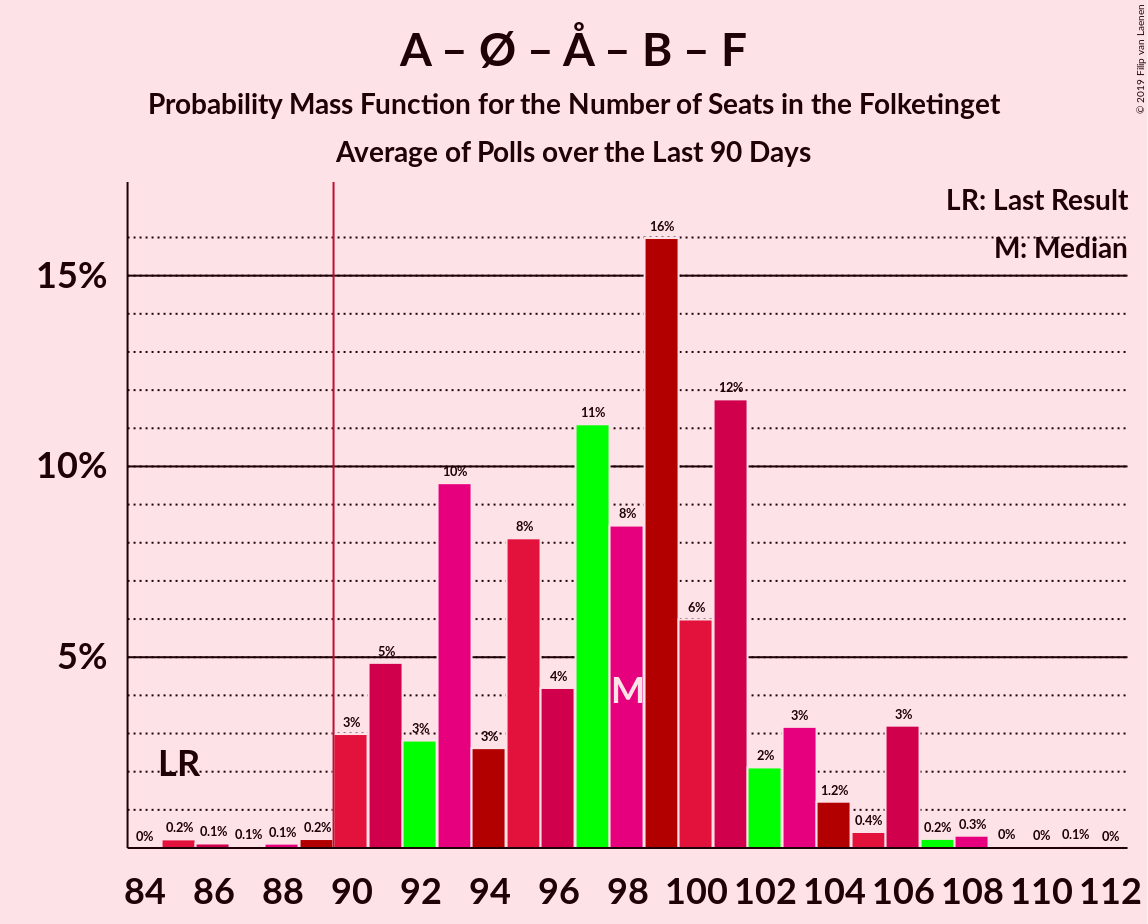 A – Ø – Å – B – F
Probability Mass Function for the Number of Seats in the Folketinget
Average of Polls over the Last 90 Days
© 2019 Filip van Laenen
LR: Last Result
M: Median
15%
10%
5%
LR
M
0% 0.2% 0.1% 0.1% 0.1% 0.2% 3% 5% 3% 10% 3% 8% 4% 11% 8% 16% 6% 12% 2% 3% 1.2% 0.4% 3% 0.2% 0.3% 0% 0% 0.1% 0%
84 86 88 90 92 94 96 98 100 102 104 106 108 110 112